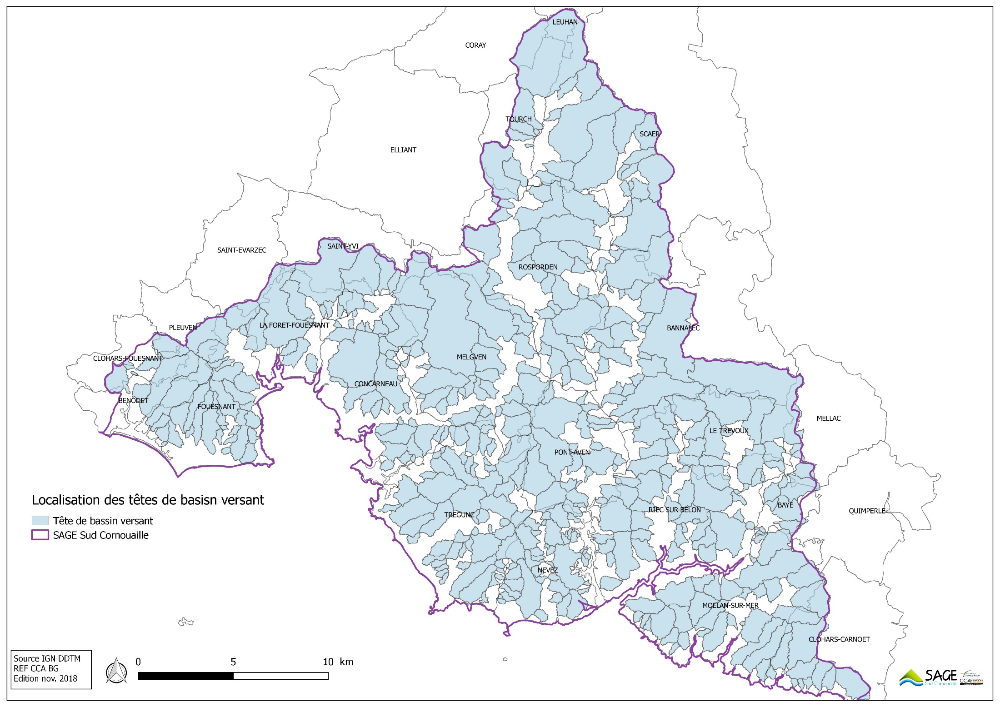 LEUHAN
CORAY
TOURCH
SCAER
ELLIANT
SAINT-YVI
SAINT-EVARZEC
ROSPORDEN
PLEUVEN
LA FORET-FOUESNANT
BANNALEC
CLOHARS-FOUESNANT
MELGVEN
CONCARNEAU
BENODET
FOUESNANT
MELLAC
LE TREVOUX
PONT-AVEN
Localisation des têtes de basisn versant
Tête de bassin versant
SAGE Sud Cornouaille
TREGUNC
RIEC-SUR-BELON
BAYE
QUIMPERLE
NEVEZ
MOELAN-SUR-MER
CLOHARS-CARNOET
Source IGN DDTM
REF CCA BG
Edition nov. 2018
0 5 10 km
SAGE
Sud Cornouaille
CCA